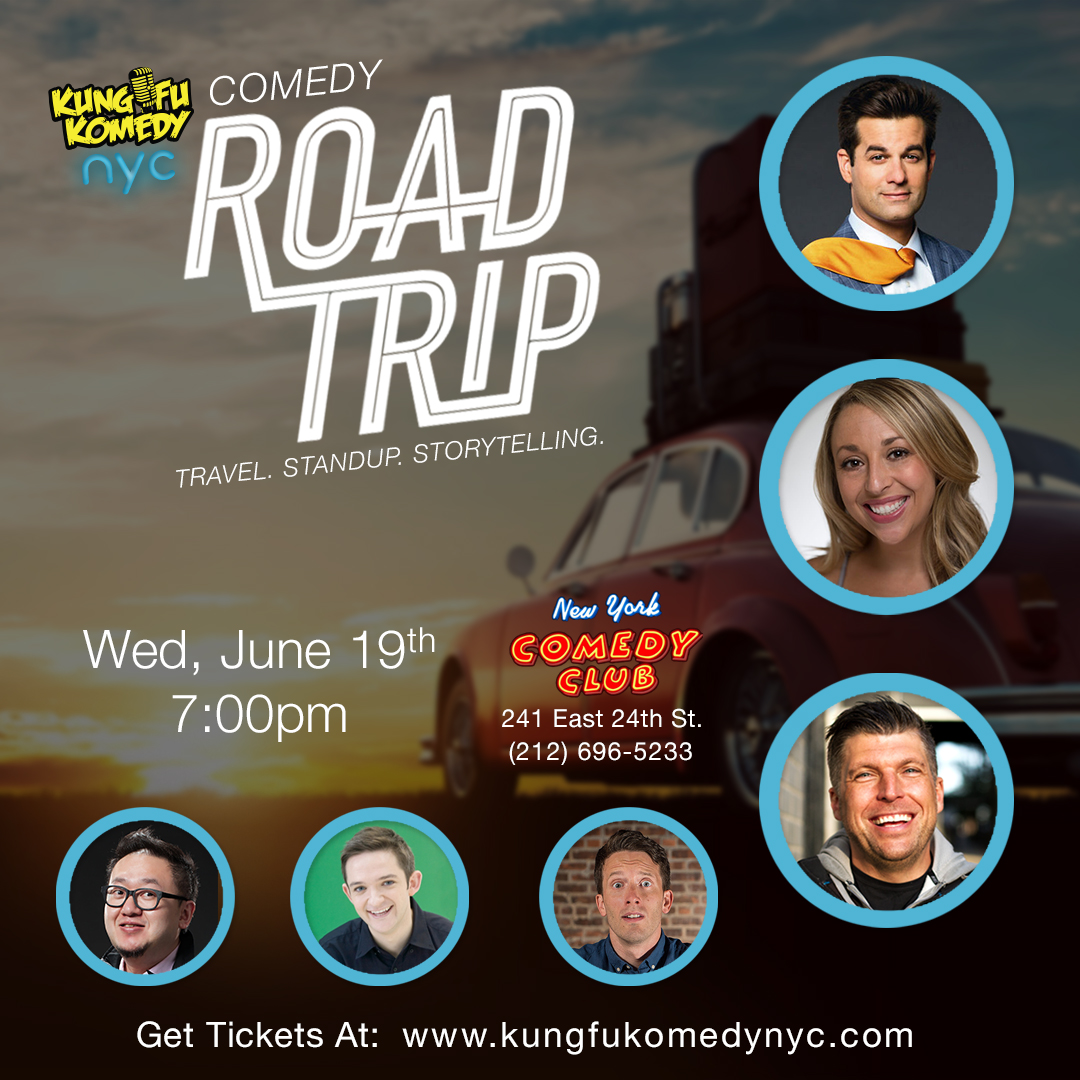 KUNG FU
KOMEDY
nyc
COMEDY
ROAD
TRIP
TRAVEL. STANDUP. STORYTELLING.
Wed, June 19th
7:00pm
New York
COMEDY
CLUB
241 East 24th St.
(212) 696-5233
Get Tickets At: www.kungfukomedynyc.com